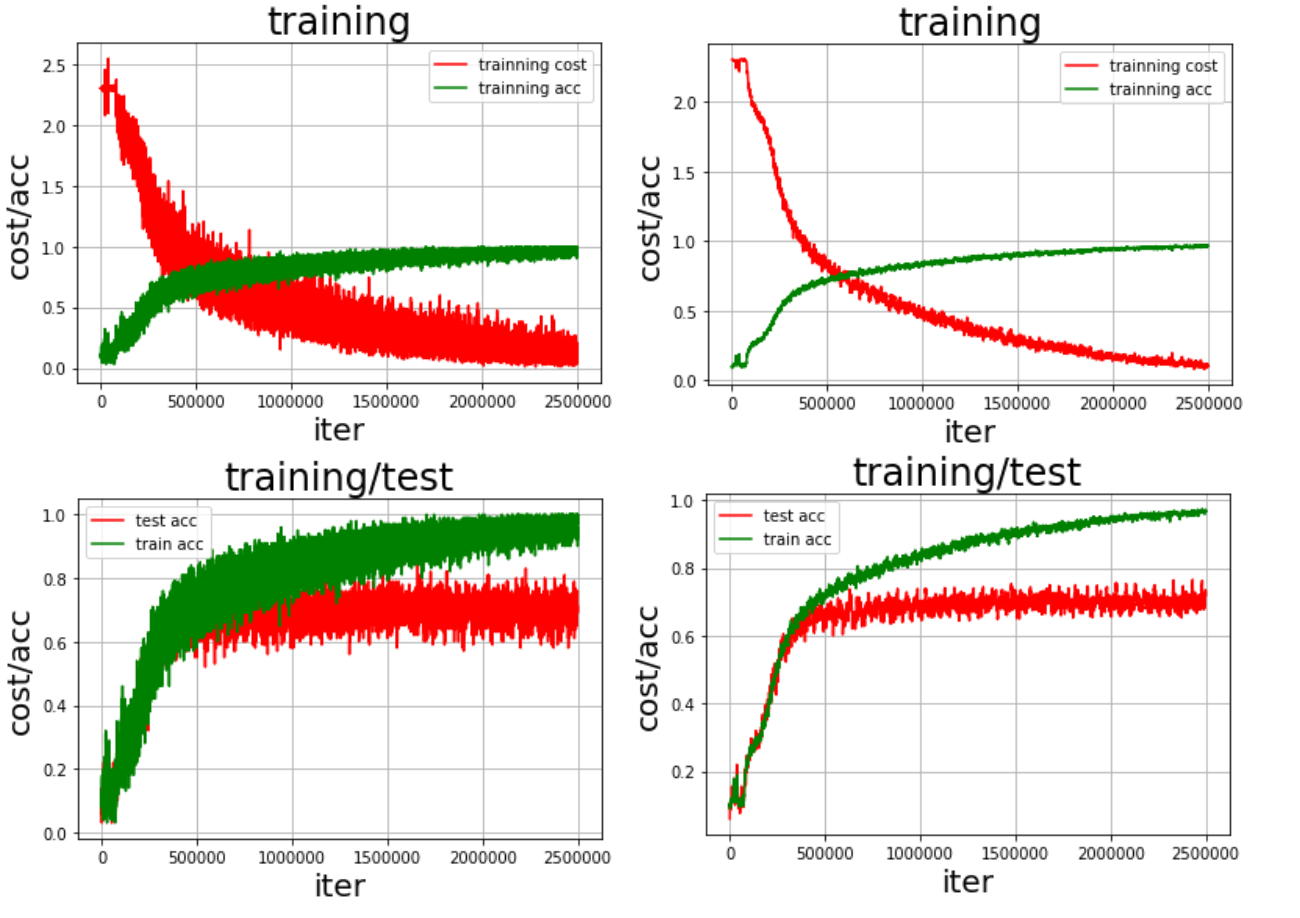 training
trainning cost
trainning acc
cost/acc
2.5
2.0
1.5
1.0
0.5
0.0
0 500000 1000000 1500000 2000000 2500000
iter
training
trainning cost
trainning acc
cost/acc
2.0
1.5
1.0
0.5
0.0
0 500000 1000000 1500000 2000000 2500000
iter
training/test
test acc
train acc
cost/acc
1.0
0.8
0.6
0.4
0.2
0.0
0 500000 1000000 1500000 2000000 2500000
iter
training/test
test acc
train acc
cost/acc
1.0
0.8
0.6
0.4
0.2
0 500000 1000000 1500000 2000000 2500000
iter